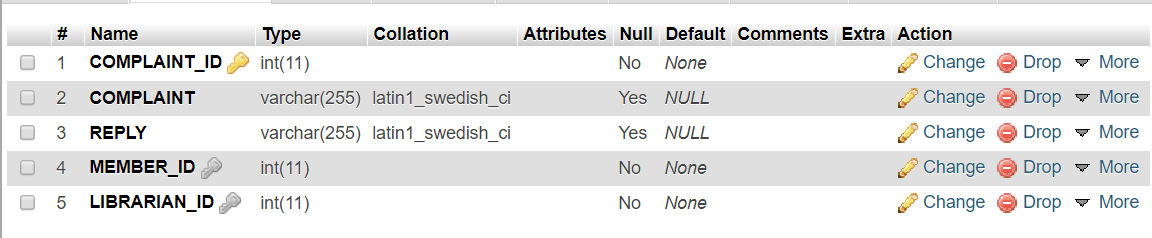 # Name Type Collation Attributes Null Default Comments Extra Action
1 COMPLAINT_ID int(11) No None Change Drop More
2 COMPLAINT varchar(255) latin1_swedish_ci Yes NULL Change Drop More
3 REPLY varchar(255) latin1_swedish_ci Yes NULL Change Drop More
4 MEMBER_ID int(11) No None Change Drop More
5 LIBRARIAN_ID int(11) No None Change Drop More